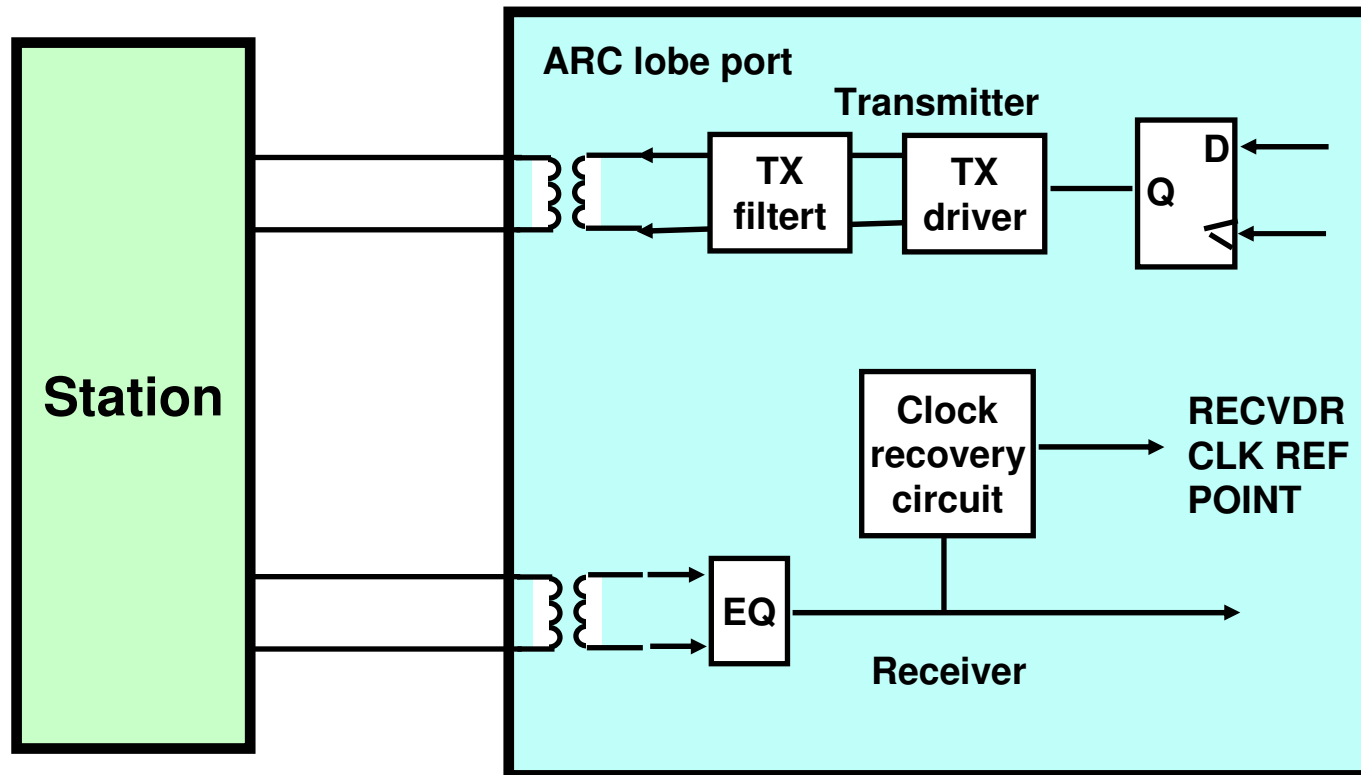 ARC lobe port
Transmitter
TX
filtert
TX
driver
D
Q
Station
Clock
recovery
circuit
RECVDR
CLK REF
POINT
EQ
Receiver